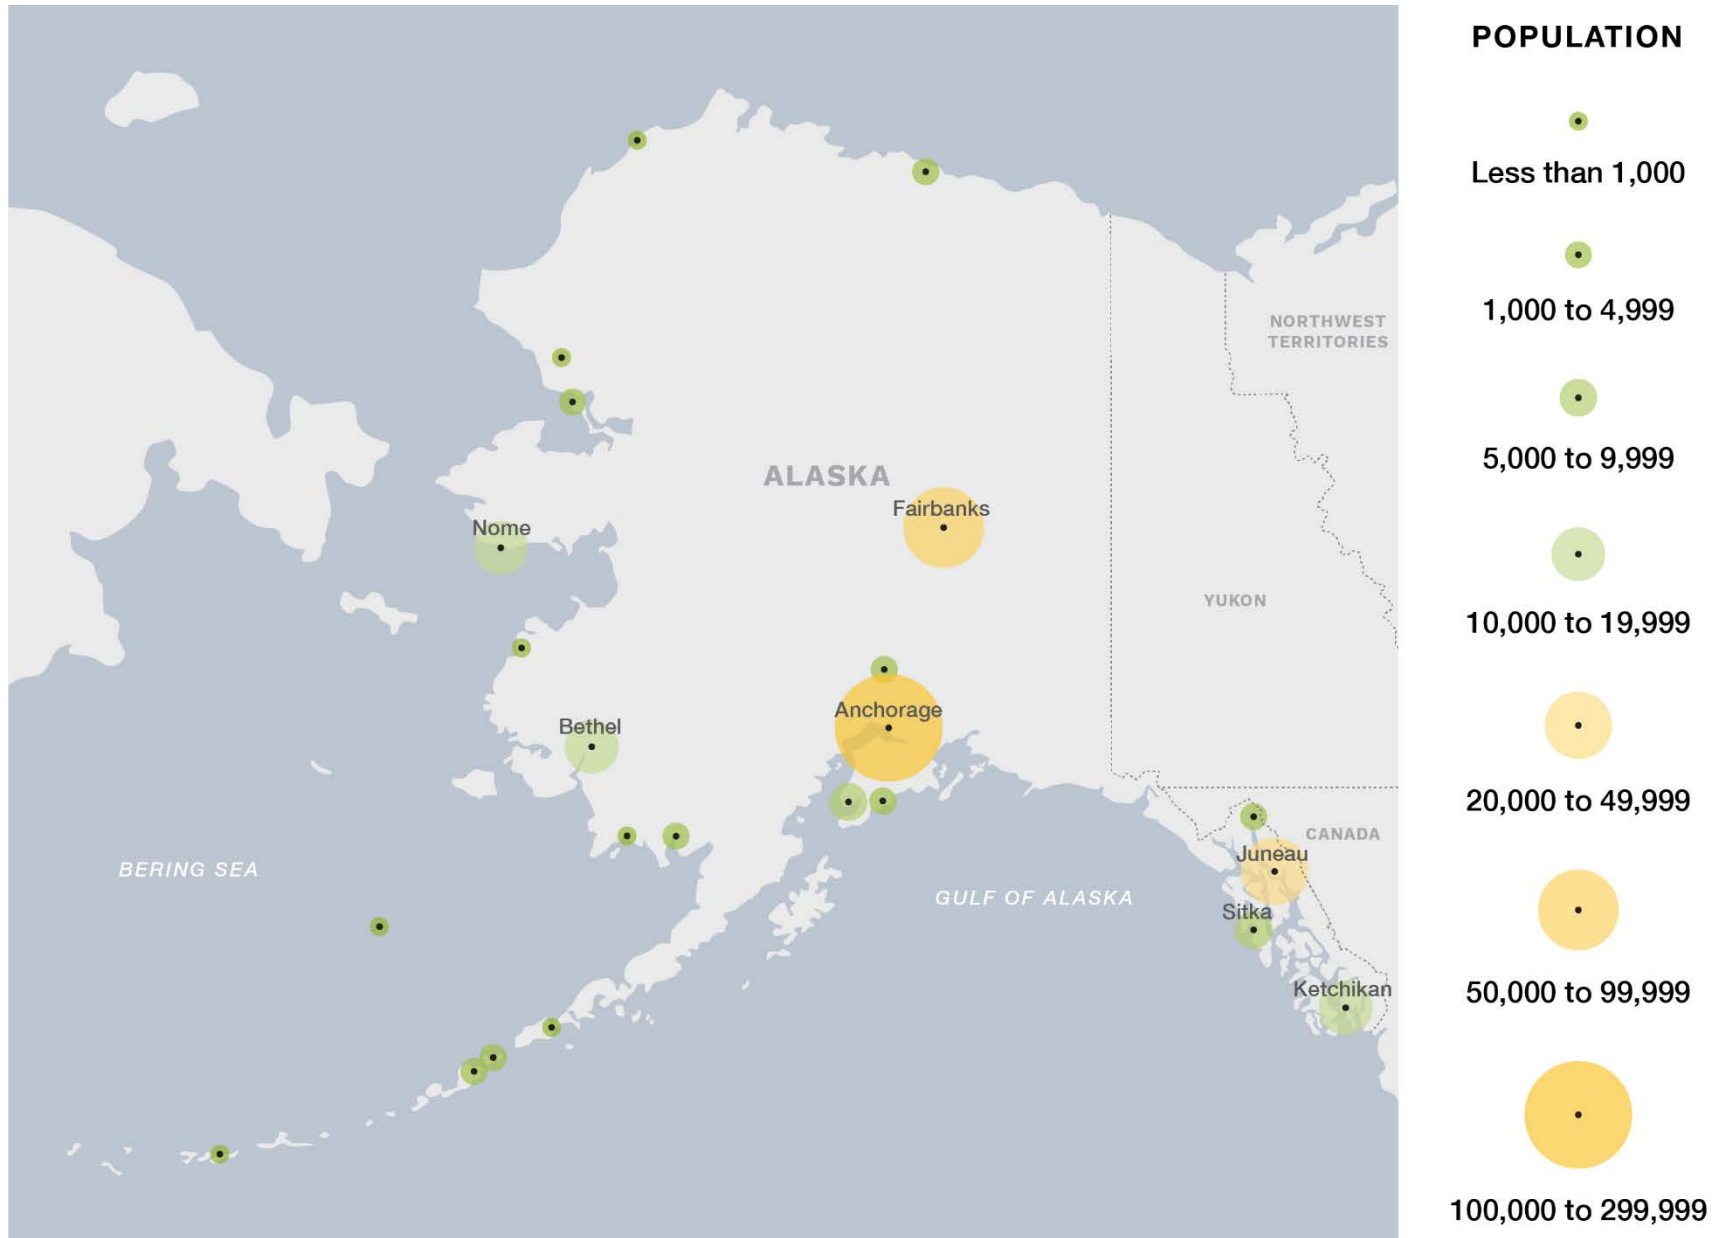 POPULATION
Less than 1,000
1,000 to 4,999
5,000 to 9,999
10,000 to 19,999
20,000 to 49,999
50,000 to 99,999
100,000 to 299,999
NORTHWEST
TERRITORIES
ALASKA
Fairbanks
Nome
YUKON
Anchorage
Bethel
CANADA
Juneau
BERING SEA
GULF OF ALASKA
Sitka
Ketchikan